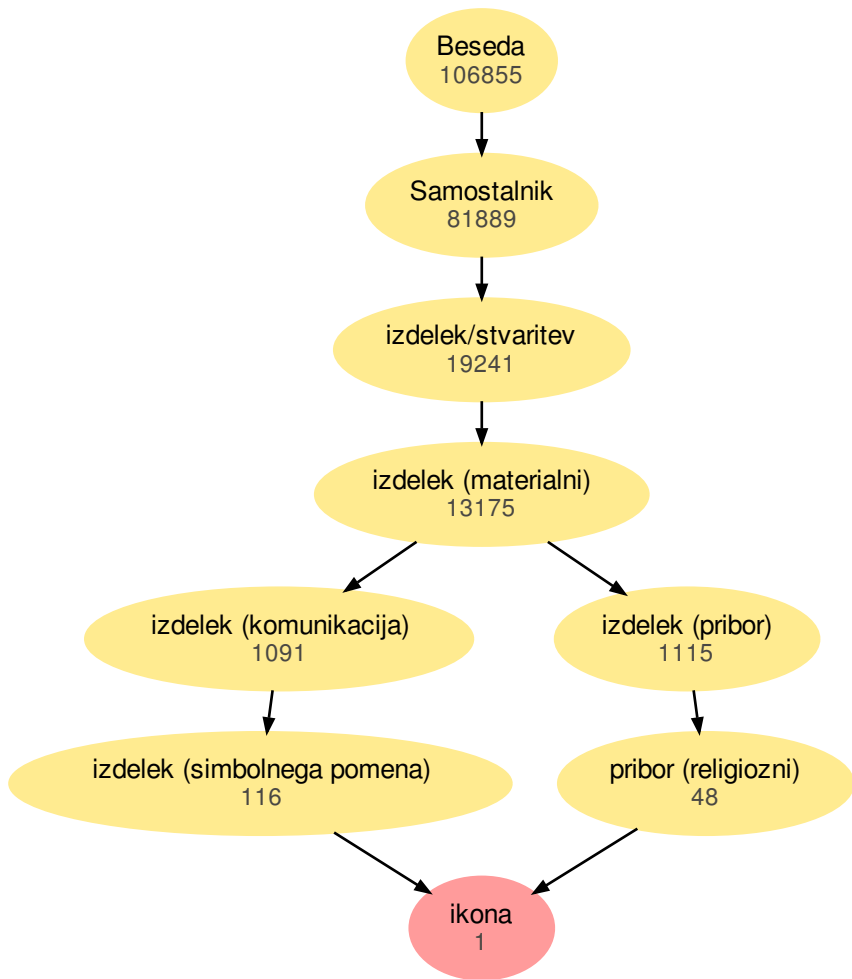 Beseda
106855
Samostalnik
81889
izdelek/stvaritev
19241
izdelek (materialni)
13175
izdelek (komunikacija)
1091
izdelek (pribor)
1115
izdelek (simbolnega pomena)
116
pribor (religiozni)
48
ikona
1